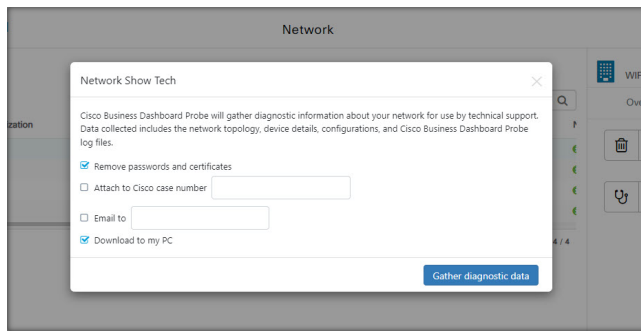 Network
WIF
Ove
ization
N
Network Show Tech
Cisco Business Dashboard Probe will gather diagnostic information about your network for use by technical support.
Data collected includes the network topology, device details, configurations, and Cisco Business Dashboard Probe
log files.
Remove passwords and certificates
Attach to Cisco case number
Email to
Download to my PC
4 / 4
Gather diagnostic data